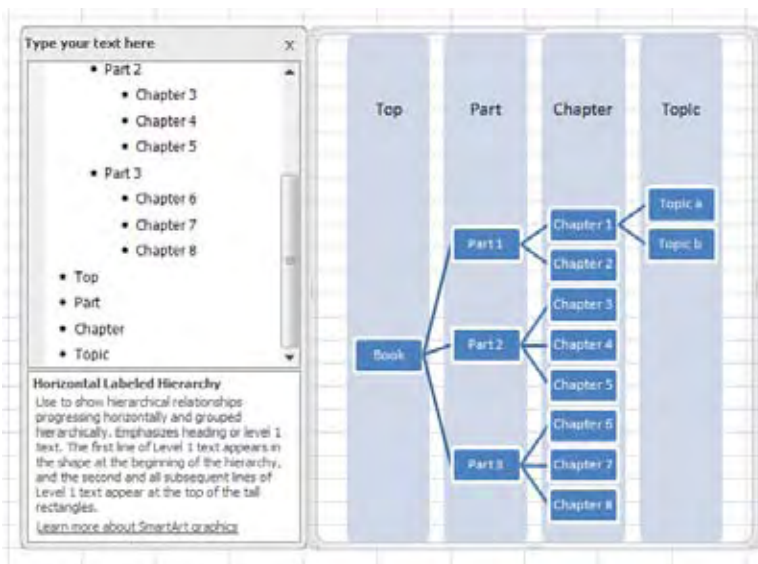 Type your text here x
• Part 2
• Chapter 3
• Chapter 4
• Chapter 5
• Part 3
• Chapter 6
• Chapter 7
• Chapter 8
• Top
• Part
• Chapter
• Topic
Horizontal Labeled Hierarchy
Use to show hierarchical relationships
progressing horizontally and grouped
hierarchically. Emphasizes heading or level 1
text. The first line of Level 1 text appears in
the shape at the beginning of the hierarchy,
and the second and all subsequent lines of
Level 1 text appear at the top of the tall
rectangles.
Learn more about SmartArt graphics
Top Part Chapter Topic
Book
Part 1
Part 2
Part 3
Chapter 1
Chapter 2
Chapter 3
Chapter 4
Chapter 5
Chapter 6
Chapter 7
Chapter 8
Topic a
Topic b